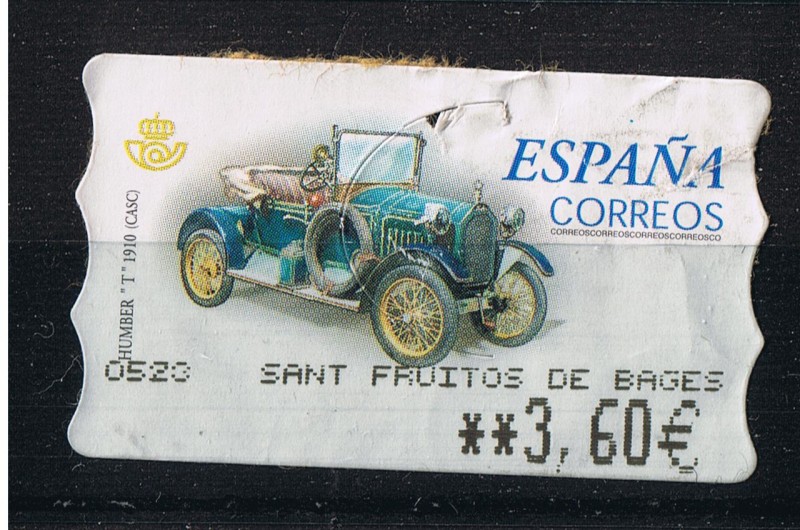 ESPAÑA
CORREOS
CORREOSCORREOSCORREOSCORREOSCO
HUMBER "T" 1910 (CASC)
0520 SANT FRUITOS DE BAGES
**3,60€